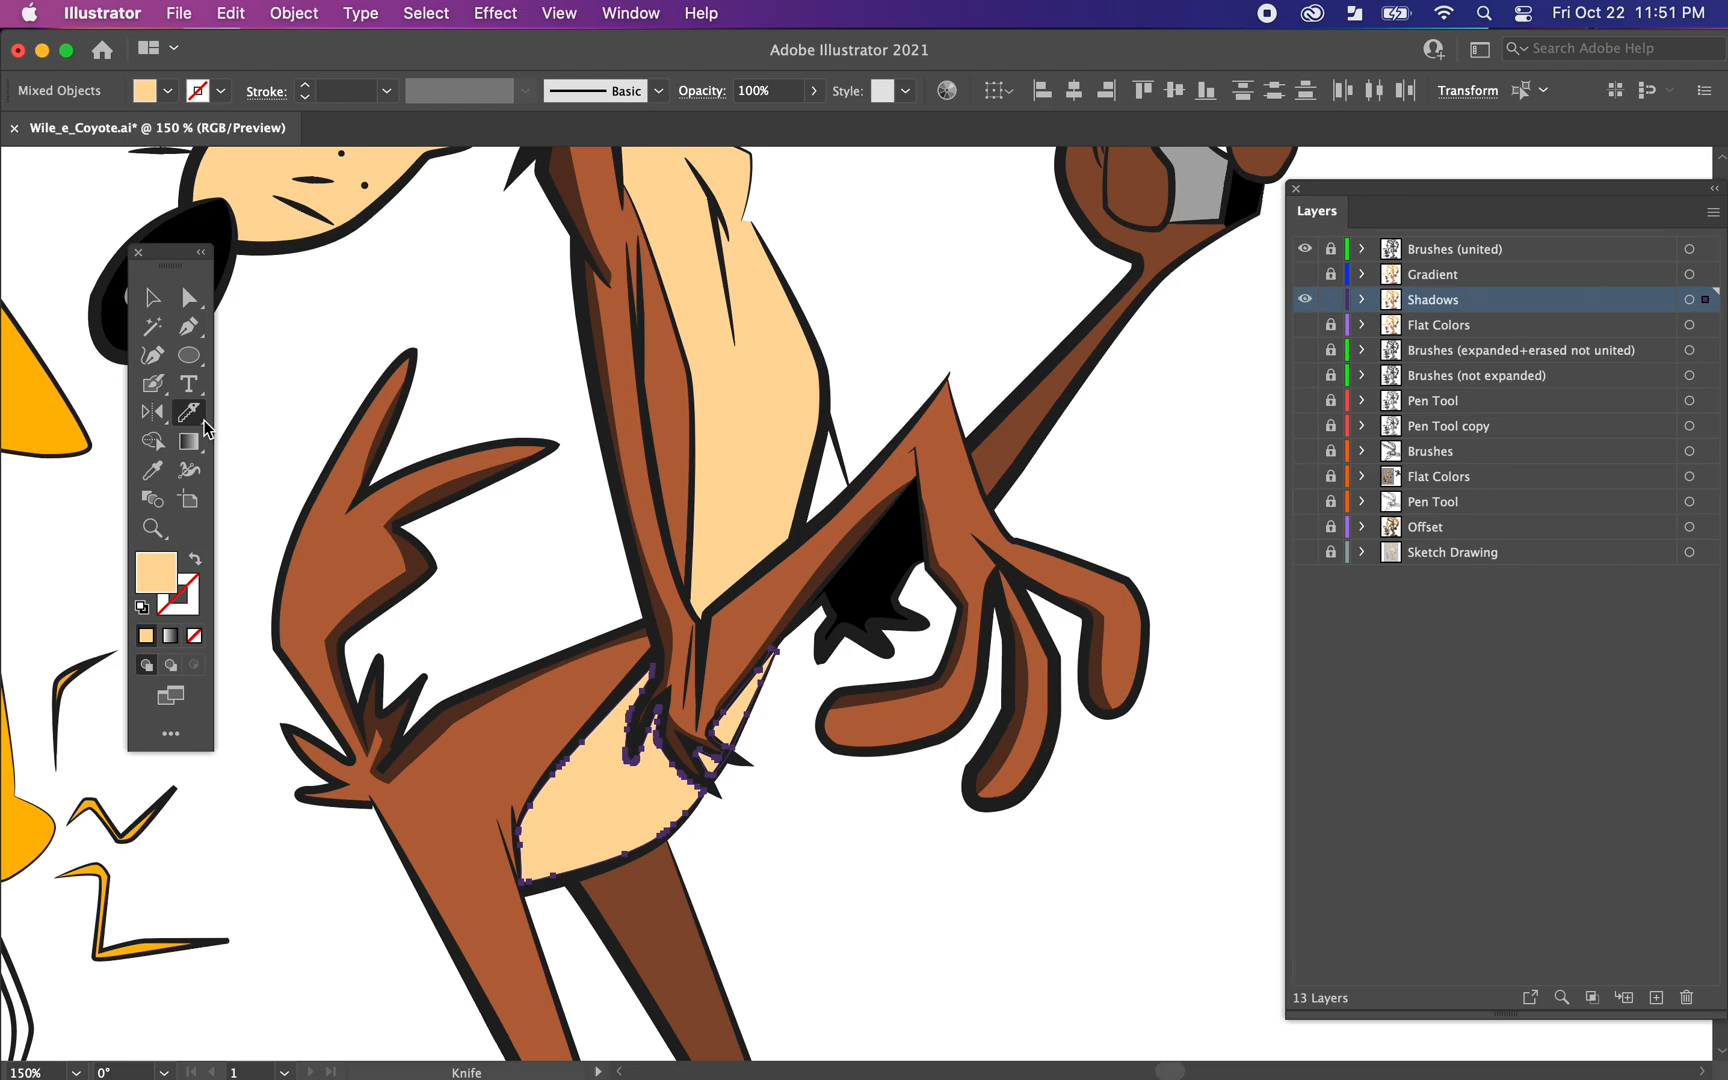 Illustrator File Edit Object Type Select Effect View Window Help Fri Oct 22 11:51 PM
Adobe Illustrator 2021 Search Adobe Help
Mixed Objects Stroke: Basic Opacity: 100% Style: Transform
Wile_e_Coyote.ai* @ 150 % (RGB/Preview)
Layers
Brushes (united)
Gradient
Shadows
Flat Colors
Brushes (expanded+erased not united)
Brushes (not expanded)
Pen Tool
Pen Tool copy
Brushes
Flat Colors
Pen Tool
Offset
Sketch Drawing
13 Layers
150% 0° 1 Knife